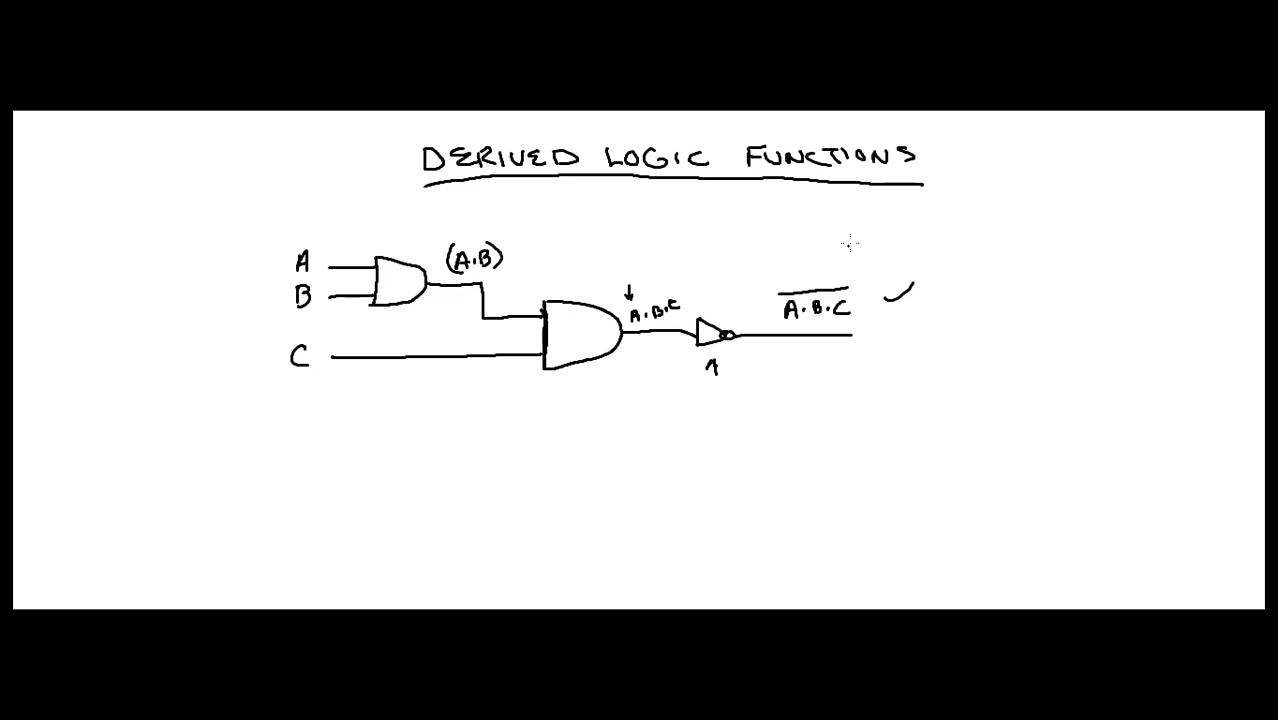 DERIVED LOGIC FUNCTIONS
A
(A.B)
B
A.B.C
A.B.C
C